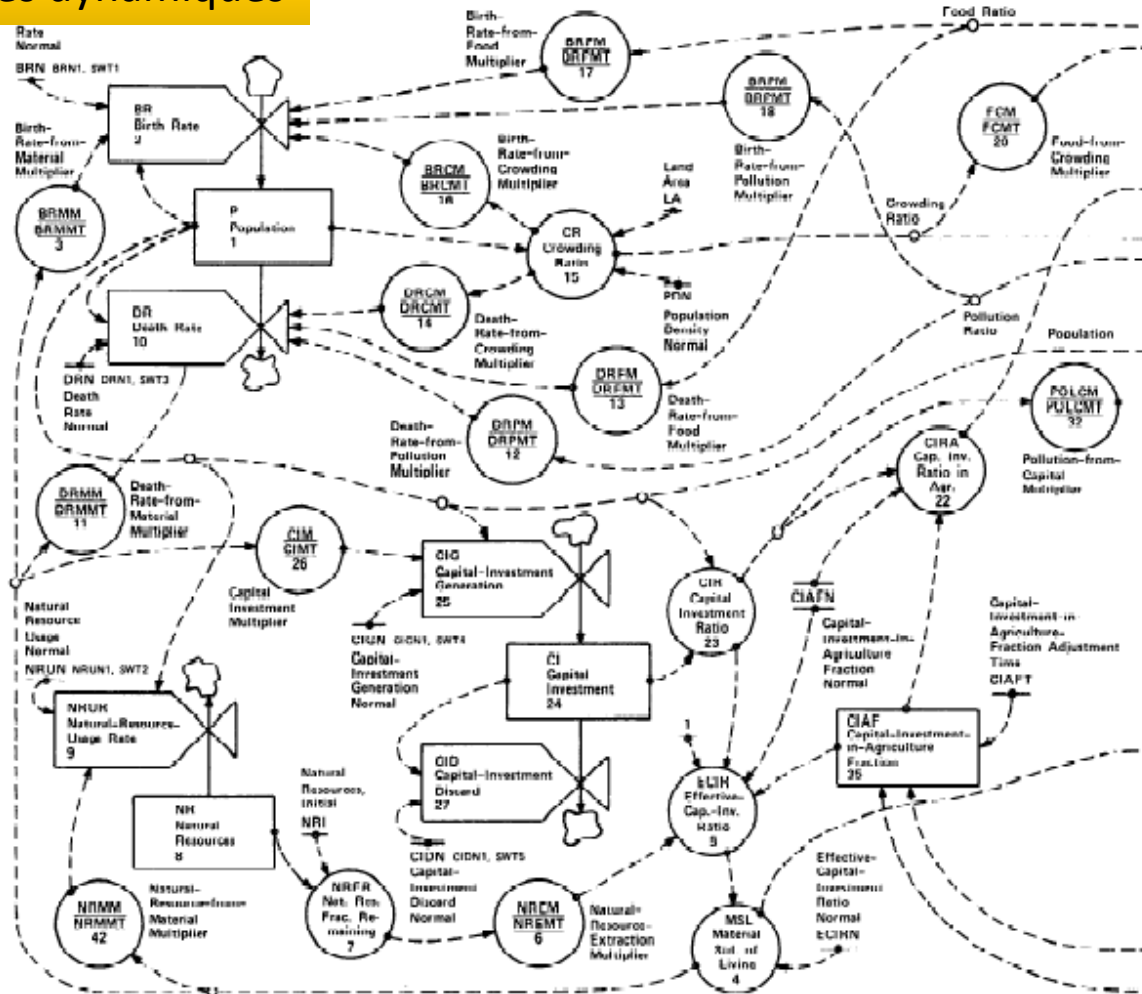 es dynamiques
Rate
Normal
BRN BRN1, SWT1
BR
Birth Rate
2
Birth-
Rate-from-
Material
Multiplier
BRMM
BRMMT
3
Birth-
Rate-from-
Food
Multiplier
BRFM
BRFMT
17
BRPM
BRPMT
18
Birth-
Rate-from-
Pollution
Multiplier
Food Ratio
FCM
FCMT
20
Food-from-
Crowding
Multiplier
BRCM
BRCMT
16
Birth-
Rate-from-
Crowding
Multiplier
Land
Area
LA
P
Population
1
CR
Crowding
Ratio
15
Crowding
Ratio
DR
Death Rate
10
DRCM
DRCMT
14
Death-
Rate-from-
Crowding
Multiplier
PDN
Population
Density
Normal
Pollution
Ratio
Population
DRN DRN1, SWT3
Death
Rate
Normal
DRFM
DRFMT
13
Death-
Rate-from-
Food
Multiplier
DRPM
DRPMT
12
Death-
Rate-from-
Pollution
Multiplier
POLCM
POLCMT
32
Pollution-from-
Capital
Multiplier
CIRA
Cap. Inv.
Ratio in
Agr.
22
DRMM
DRMMT
11
Death-
Rate-from-
Material
Multiplier
CIM
CIMT
26
Capital
Investment
Multiplier
CIG
Capital-Investment
Generation
25
CIR
Capital
Investment
Ratio
23
CIAFN
Capital-
Investment-in-
Agriculture
Fraction
Normal
Capital-
Investment-in-
Agriculture-
Fraction Adjustment
Time
CIAFT
Natural
Resource
Usage
Normal
NRUN NRUN1, SWT2
CIGN CIGN1, SWT4
Capital-
Investment
Generation
Normal
CI
Capital
Investment
24
NRUR
Natural-Resource-
Usage Rate
9
CIAF
Capital-Investment-
in-Agriculture
Fraction
35
1
CID
Capital-Investment
Discard
27
Natural
Resources,
Initial
NRI
NR
Natural
Resources
8
ECIR
Effective-
Cap.-Inv.
Ratio
5
CIDN CIDN1, SWT5
Capital-
Investment
Discard
Normal
Effective-
Capital-
Investment
Ratio
Normal
ECIRN
NRMM
NRMMT
42
Natural-
Resource-from-
Material
Multiplier
NRFR
Nat. Res.
Frac. Re-
maining
7
NREM
NREMT
6
Natural-
Resource-
Extraction
Multiplier
MSL
Material
Std. of
Living
4